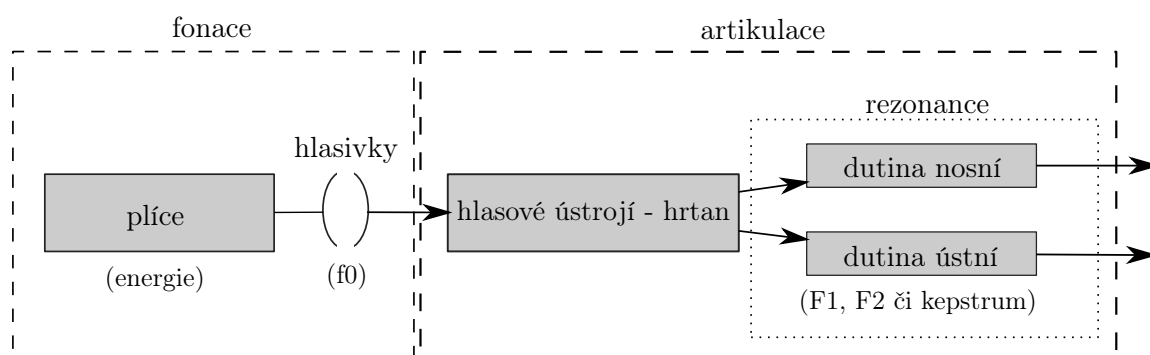 fonace
artikulace
rezonance
hlasivky
plíce
(energie)
(f0)
hlasové ústrojí - hrtan
dutina nosní
dutina ústní
(F1, F2 či kepstrum)